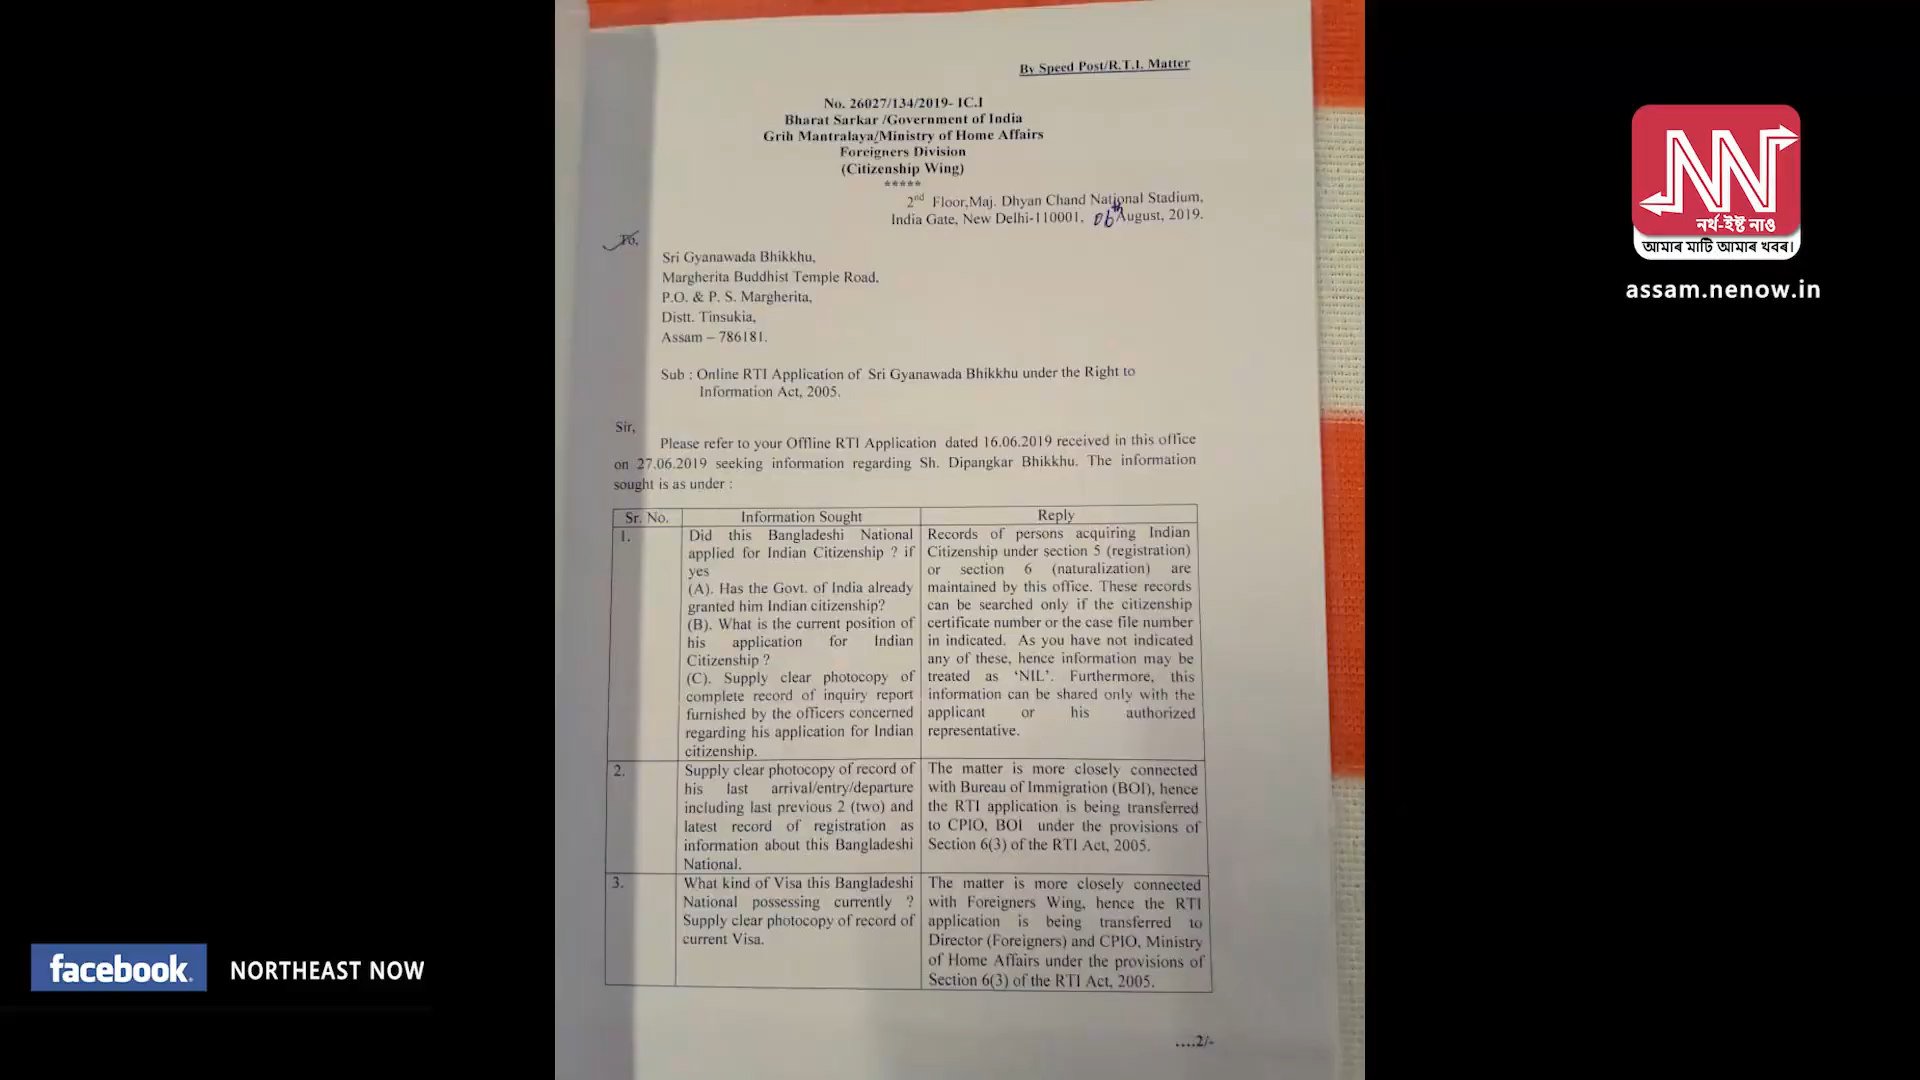 By Speed Post/R.T.I. Matter
No. 26027/134/2019- IC.I
Bharat Sarkar /Government of India
Grih Mantralaya/Ministry of Home Affairs
Foreigners Division
(Citizenship Wing)
*****
2nd Floor,Maj. Dhyan Chand National Stadium,
India Gate, New Delhi-110001, 06th August, 2019.
To,
Sri Gyanawada Bhikkhu,
Margherita Buddhist Temple Road.
P.O. & P. S. Margherita,
Distt. Tinsukia,
Assam – 786181.
Sub : Online RTI Application of Sri Gyanawada Bhikkhu under the Right to
Information Act, 2005.
Sir,
Please refer to your Offline RTI Application dated 16.06.2019 received in this office
on 27.06.2019 seeking information regarding Sh. Dipangkar Bhikkhu. The information
sought is as under :
Sr. No.
Information Sought
Reply
1.
Did this Bangladeshi National
applied for Indian Citizenship ? if
yes
(A). Has the Govt. of India already
granted him Indian citizenship?
(B). What is the current position of
his application for Indian
Citizenship ?
(C). Supply clear photocopy of
complete record of inquiry report
furnished by the officers concerned
regarding his application for Indian
citizenship.
Records of persons acquiring Indian
Citizenship under section 5 (registration)
or section 6 (naturalization) are
maintained by this office. These records
can be searched only if the citizenship
certificate number or the case file number
in indicated. As you have not indicated
any of these, hence information may be
treated as ‘NIL’. Furthermore, this
information can be shared only with the
applicant or his authorized
representative.
2.
Supply clear photocopy of record of
his last arrival/entry/departure
including last previous 2 (two) and
latest record of registration as
information about this Bangladeshi
National.
The matter is more closely connected
with Bureau of Immigration (BOI), hence
the RTI application is being transferred
to CPIO, BOI under the provisions of
Section 6(3) of the RTI Act, 2005.
3.
What kind of Visa this Bangladeshi
National possessing currently ?
Supply clear photocopy of record of
current Visa.
The matter is more closely connected
with Foreigners Wing, hence the RTI
application is being transferred to
Director (Foreigners) and CPIO, Ministry
of Home Affairs under the provisions of
Section 6(3) of the RTI Act, 2005.
....2/-
NN
নৰ্থ-ইষ্ট নাও
আমাৰ মাটি আমাৰ খবৰ।
assam.nenow.in
facebook.
NORTHEAST NOW